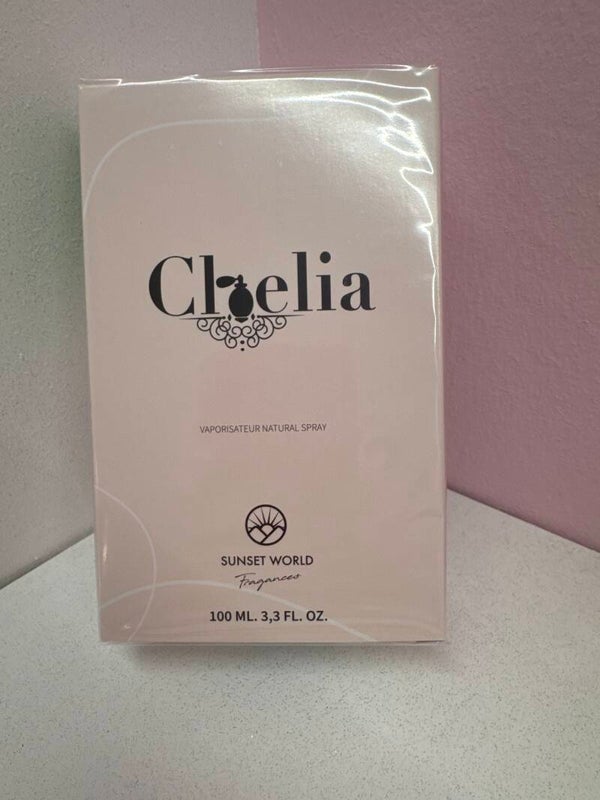 Cloelia
VAPORISATEUR NATURAL SPRAY
SUNSET WORLD
Fragances
100 ML. 3,3 FL. OZ.